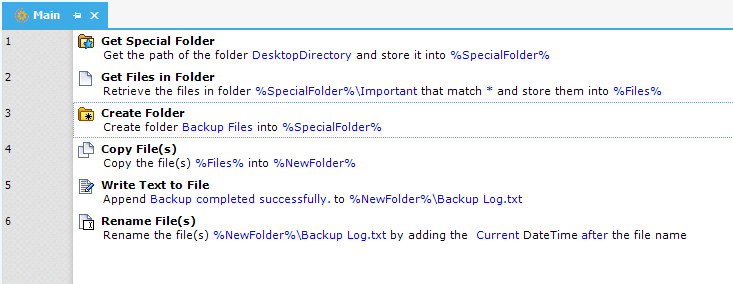 Main
1 Get Special Folder
Get the path of the folder DesktopDirectory and store it into %SpecialFolder%
2 Get Files in Folder
Retrieve the files in folder %SpecialFolder%\Important that match * and store them into %Files%
3 Create Folder
Create folder Backup Files into %SpecialFolder%
4 Copy File(s)
Copy the file(s) %Files% into %NewFolder%
5 Write Text to File
Append Backup completed successfully. to %NewFolder%\Backup Log.txt
6 Rename File(s)
Rename the file(s) %NewFolder%\Backup Log.txt by adding the Current DateTime after the file name